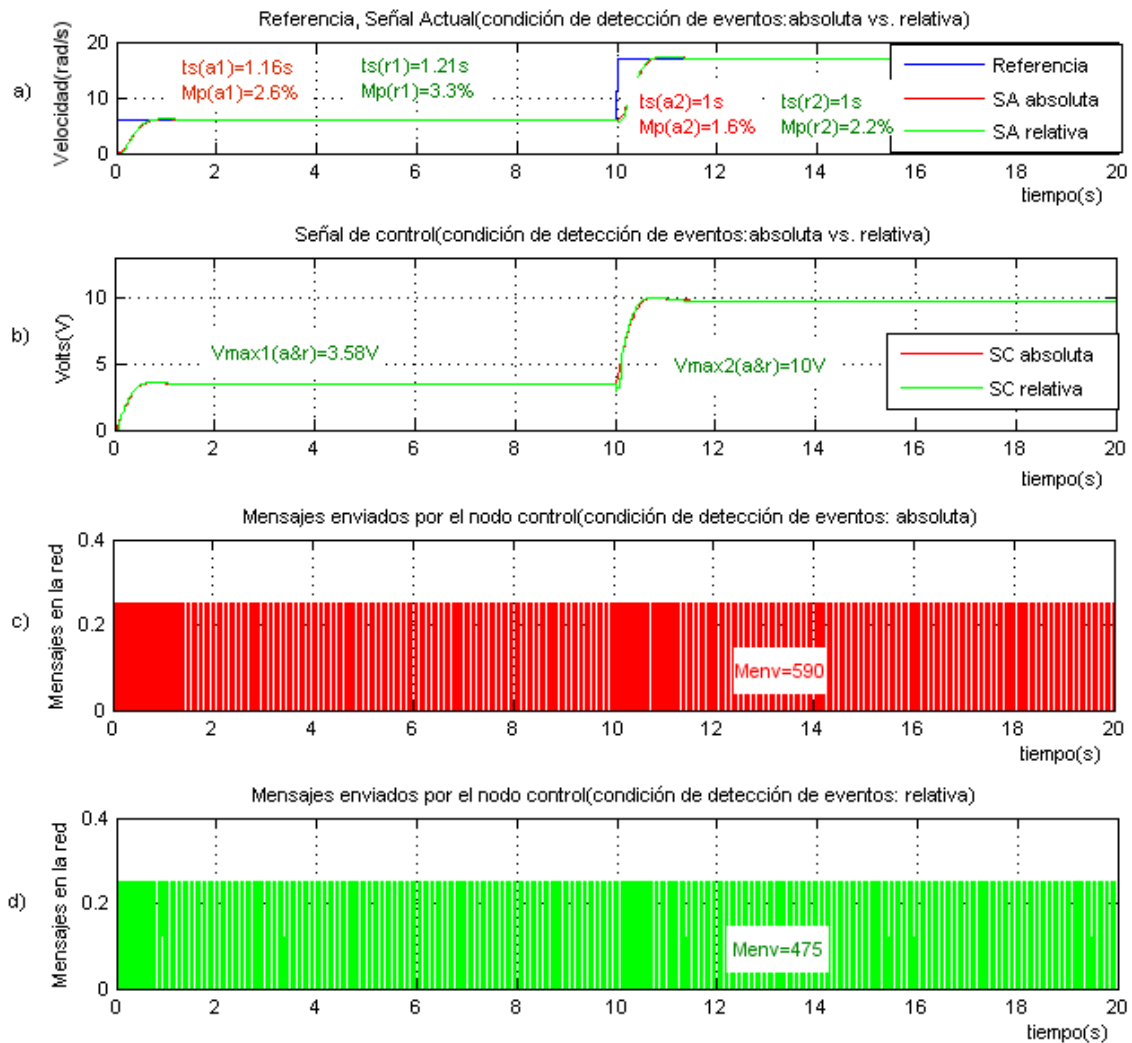 Referencia, Señal Actual(condición de detección de eventos:absoluta vs. relativa)
a)
Velocidad(rad/s)
20
10
0
ts(a1)=1.16s
Mp(a1)=2.6%
ts(r1)=1.21s
Mp(r1)=3.3%
ts(a2)=1s
Mp(a2)=1.6%
ts(r2)=1s
Mp(r2)=2.2%
Referencia
SA absoluta
SA relativa
0 2 4 6 8 10 12 14 16 18 20
tiempo(s)
Señal de control(condición de detección de eventos:absoluta vs. relativa)
b)
Volts(V)
10
5
0
Vmax1(a&r)=3.58V
Vmax2(a&r)=10V
SC absoluta
SC relativa
0 2 4 6 8 10 12 14 16 18 20
tiempo(s)
Mensajes enviados por el nodo control(condición de detección de eventos: absoluta)
c)
Mensajes en la red
0.4
0.2
0
Menv=590
0 2 4 6 8 10 12 14 16 18 20
tiempo(s)
Mensajes enviados por el nodo control(condición de detección de eventos: relativa)
d)
Mensajes en la red
0.4
0.2
0
Menv=475
0 2 4 6 8 10 12 14 16 18 20
tiempo(s)